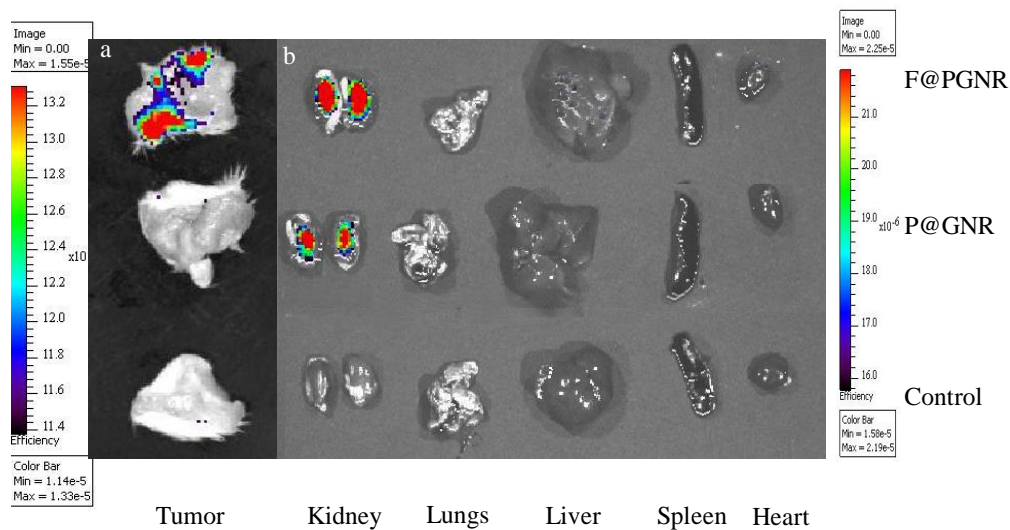 Image
Min = 0.00
Max = 1.55e-5
13.2
13.0
12.8
12.6
12.4
x10
12.2
12.0
11.8
11.6
11.4
Efficiency
Color Bar
Min = 1.14e-5
Max = 1.33e-5
a
b
Image
Min = 0.00
Max = 2.25e-5
21.0
20.0
19.0
x10⁻⁶
18.0
17.0
16.0
Efficiency
Color Bar
Min = 1.58e-5
Max = 2.19e-5
F@PGNR
P@GNR
Control
Tumor Kidney Lungs Liver Spleen Heart